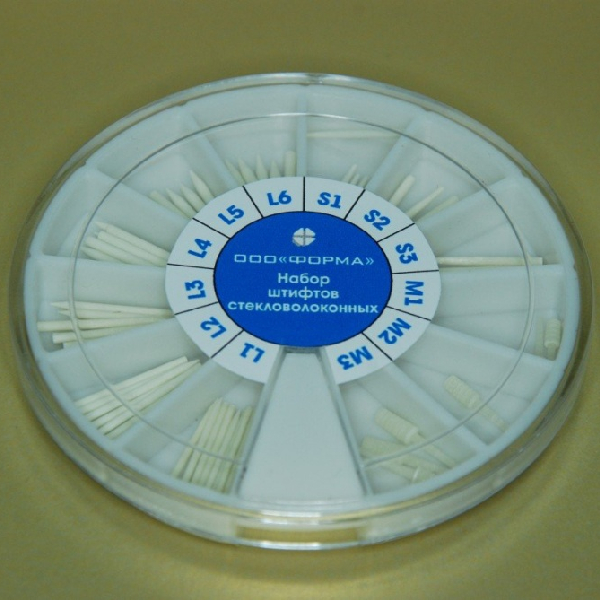 L1
L2
L3
L4
L5
L6
S1
S2
S3
M1
M2
M3
ООО «ФОРМА»
Набор
штифтов
стекловолоконных